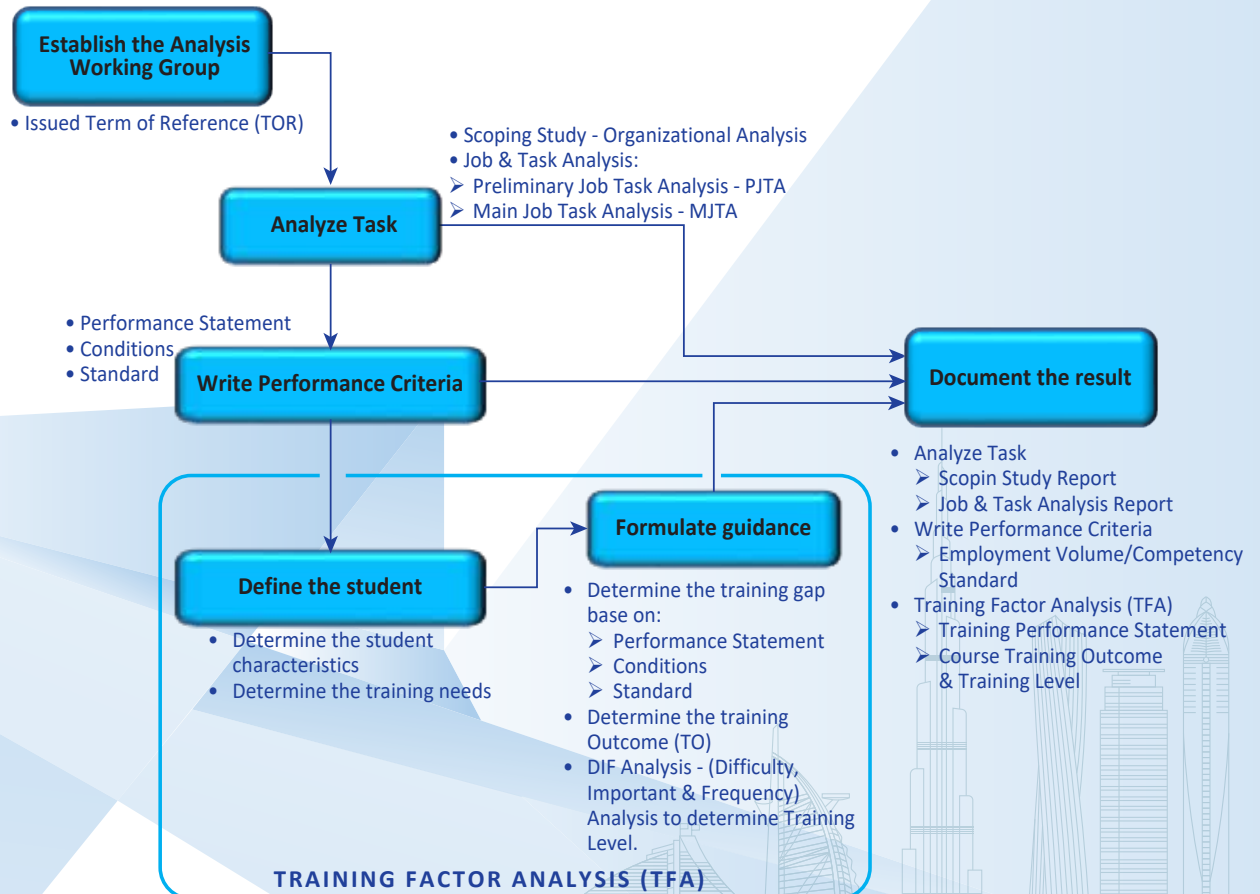 Establish the Analysis
Working Group
• Issued Term of Reference (TOR)
• Scoping Study - Organizational Analysis
• Job & Task Analysis:
➢ Preliminary Job Task Analysis - PJTA
➢ Main Job Task Analysis - MJTA
Analyze Task
• Performance Statement
• Conditions
• Standard
Write Performance Criteria
Document the result
• Analyze Task
➢ Scopin Study Report
➢ Job & Task Analysis Report
• Write Performance Criteria
➢ Employment Volume/Competency
Standard
• Training Factor Analysis (TFA)
➢ Training Performance Statement
➢ Course Training Outcome
& Training Level
Define the student
• Determine the student
characteristics
• Determine the training needs
Formulate guidance
• Determine the training gap
base on:
➢ Performance Statement
➢ Conditions
➢ Standard
• Determine the training
Outcome (TO)
• DIF Analysis - (Difficulty,
Important & Frequency)
Analysis to determine Training
Level.
TRAINING FACTOR ANALYSIS (TFA)